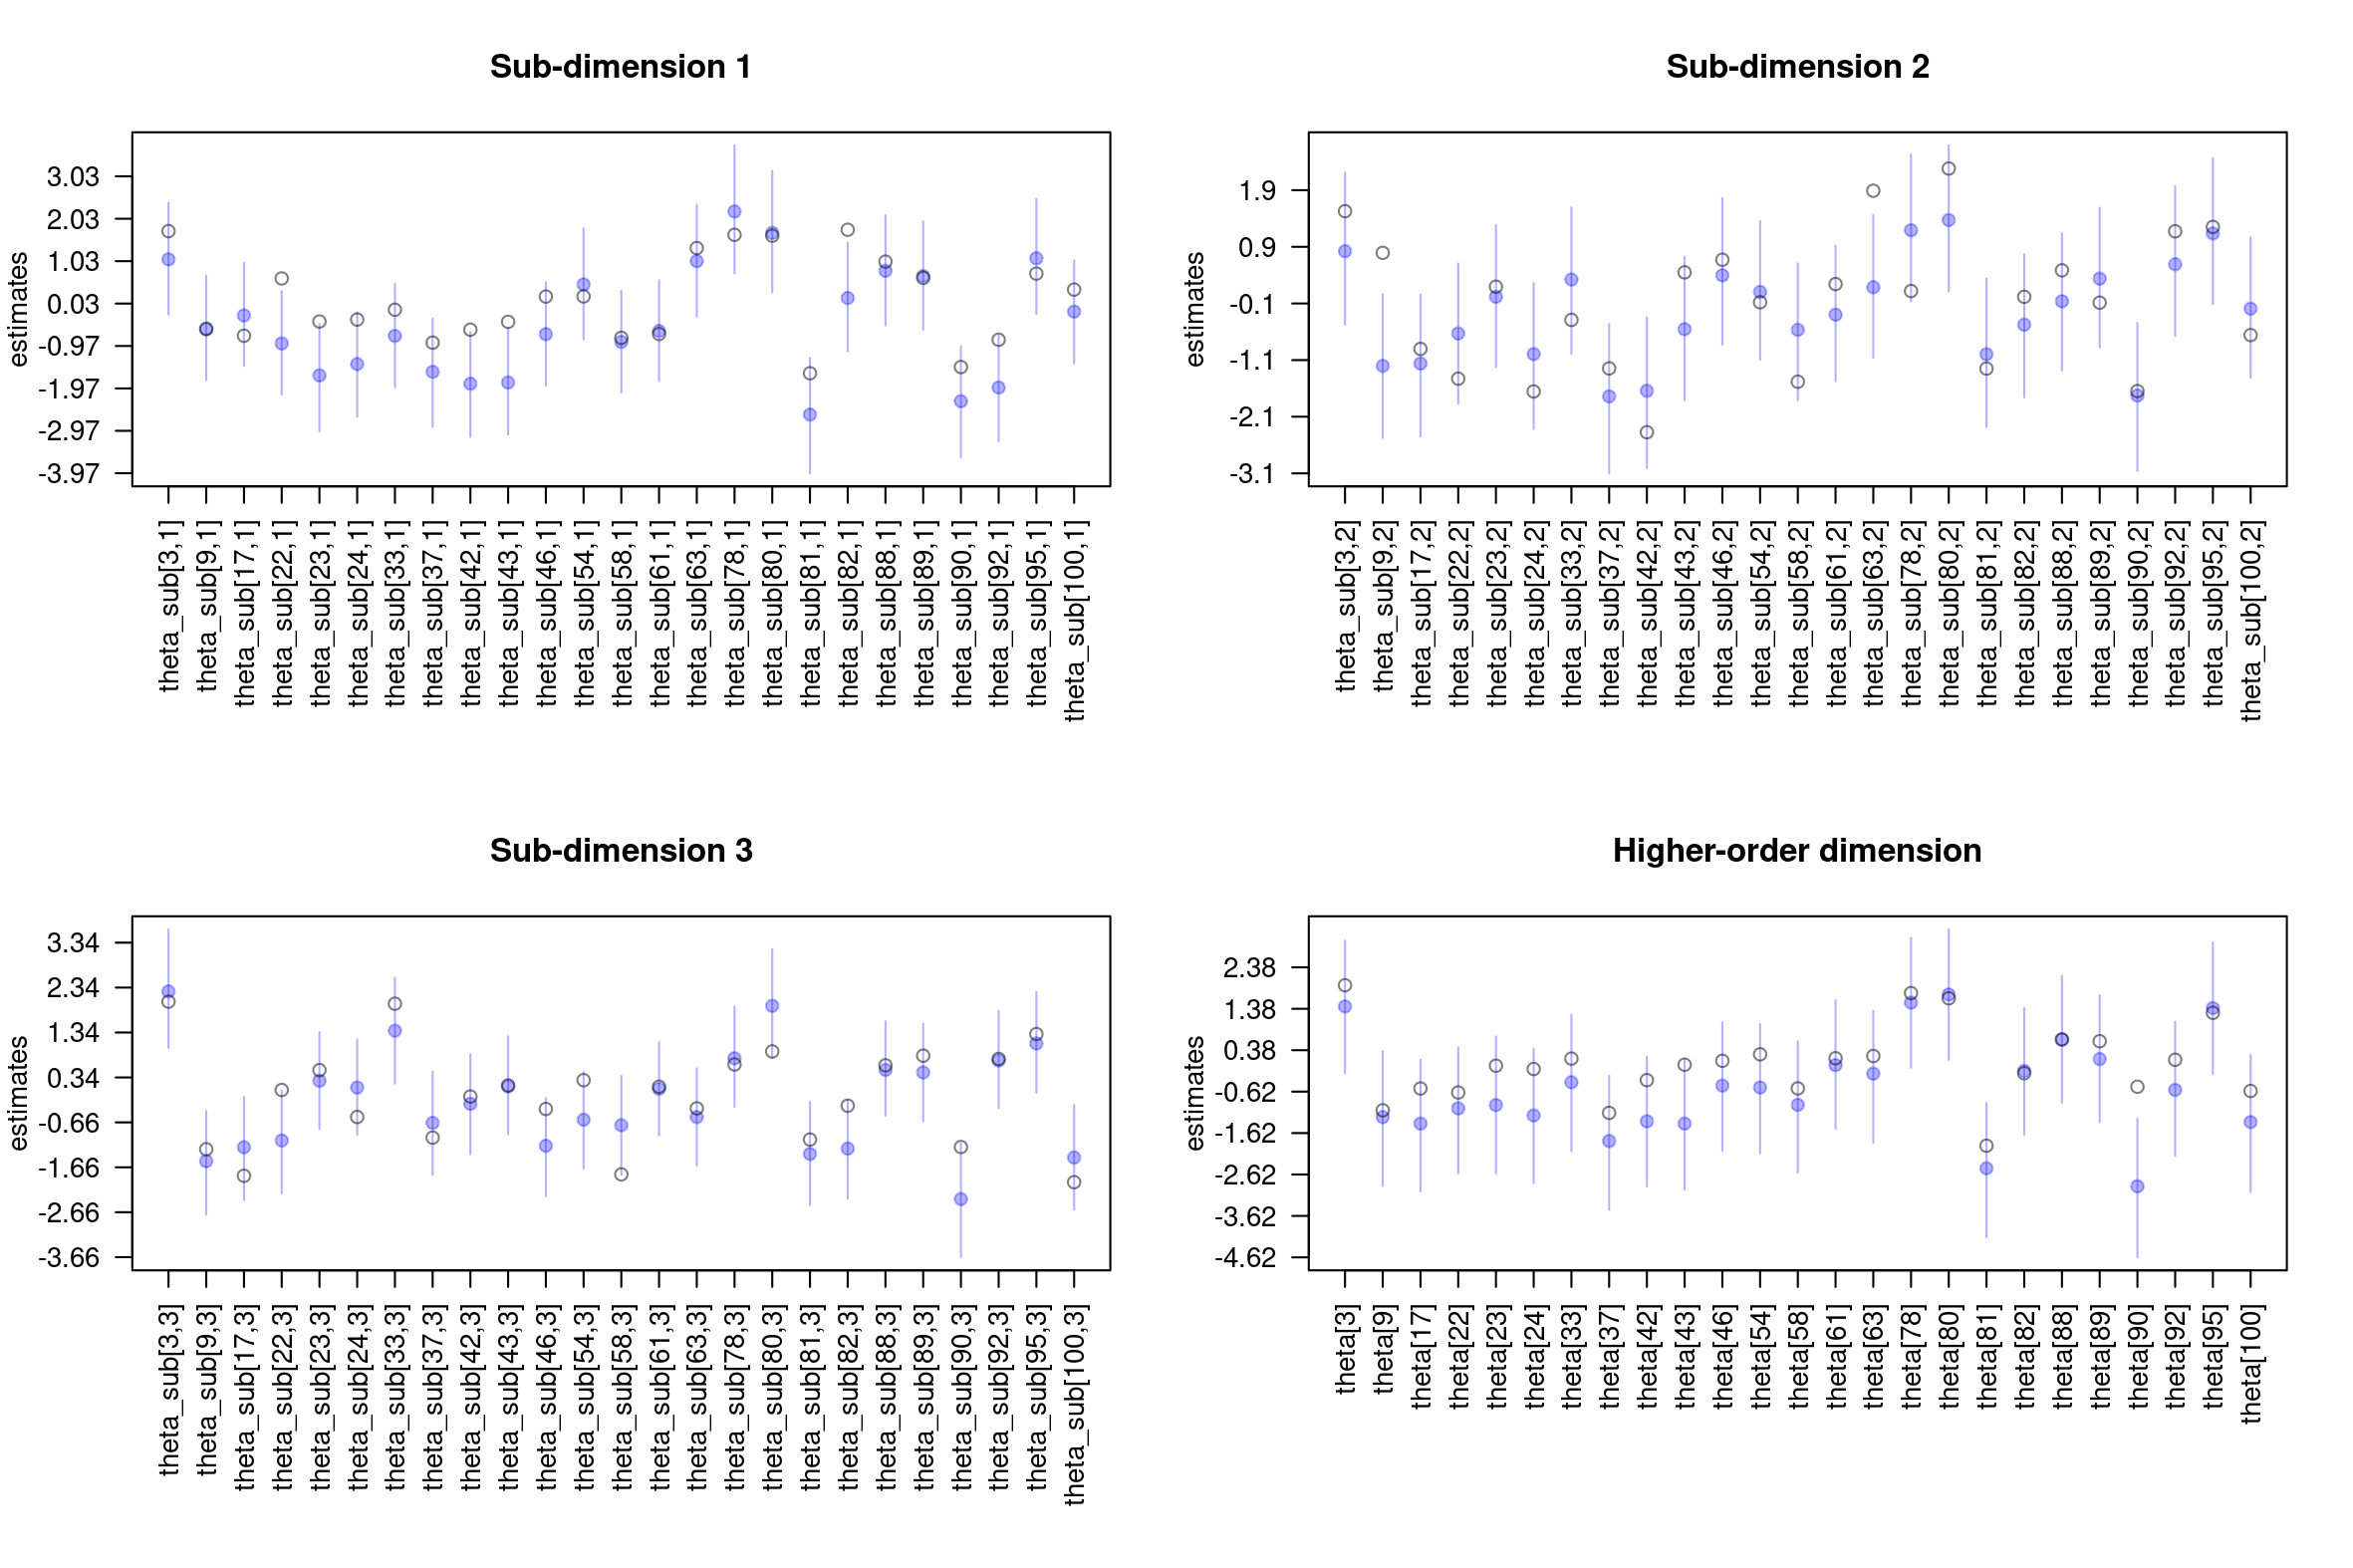 Sub-dimension 1
estimates
3.03
2.03
1.03
0.03
-0.97
-1.97
-2.97
-3.97
theta_sub[3,1]
theta_sub[9,1]
theta_sub[17,1]
theta_sub[22,1]
theta_sub[23,1]
theta_sub[24,1]
theta_sub[33,1]
theta_sub[37,1]
theta_sub[42,1]
theta_sub[43,1]
theta_sub[46,1]
theta_sub[54,1]
theta_sub[58,1]
theta_sub[61,1]
theta_sub[63,1]
theta_sub[78,1]
theta_sub[80,1]
theta_sub[81,1]
theta_sub[82,1]
theta_sub[88,1]
theta_sub[89,1]
theta_sub[90,1]
theta_sub[92,1]
theta_sub[95,1]
theta_sub[100,1]
Sub-dimension 2
estimates
1.9
0.9
-0.1
-1.1
-2.1
-3.1
theta_sub[3,2]
theta_sub[9,2]
theta_sub[17,2]
theta_sub[22,2]
theta_sub[23,2]
theta_sub[24,2]
theta_sub[33,2]
theta_sub[37,2]
theta_sub[42,2]
theta_sub[43,2]
theta_sub[46,2]
theta_sub[54,2]
theta_sub[58,2]
theta_sub[61,2]
theta_sub[63,2]
theta_sub[78,2]
theta_sub[80,2]
theta_sub[81,2]
theta_sub[82,2]
theta_sub[88,2]
theta_sub[89,2]
theta_sub[90,2]
theta_sub[92,2]
theta_sub[95,2]
theta_sub[100,2]
Sub-dimension 3
estimates
3.34
2.34
1.34
0.34
-0.66
-1.66
-2.66
-3.66
theta_sub[3,3]
theta_sub[9,3]
theta_sub[17,3]
theta_sub[22,3]
theta_sub[23,3]
theta_sub[24,3]
theta_sub[33,3]
theta_sub[37,3]
theta_sub[42,3]
theta_sub[43,3]
theta_sub[46,3]
theta_sub[54,3]
theta_sub[58,3]
theta_sub[61,3]
theta_sub[63,3]
theta_sub[78,3]
theta_sub[80,3]
theta_sub[81,3]
theta_sub[82,3]
theta_sub[88,3]
theta_sub[89,3]
theta_sub[90,3]
theta_sub[92,3]
theta_sub[95,3]
theta_sub[100,3]
Higher-order dimension
estimates
2.38
1.38
0.38
-0.62
-1.62
-2.62
-3.62
-4.62
theta[3]
theta[9]
theta[17]
theta[22]
theta[23]
theta[24]
theta[33]
theta[37]
theta[42]
theta[43]
theta[46]
theta[54]
theta[58]
theta[61]
theta[63]
theta[78]
theta[80]
theta[81]
theta[82]
theta[88]
theta[89]
theta[90]
theta[92]
theta[95]
theta[100]